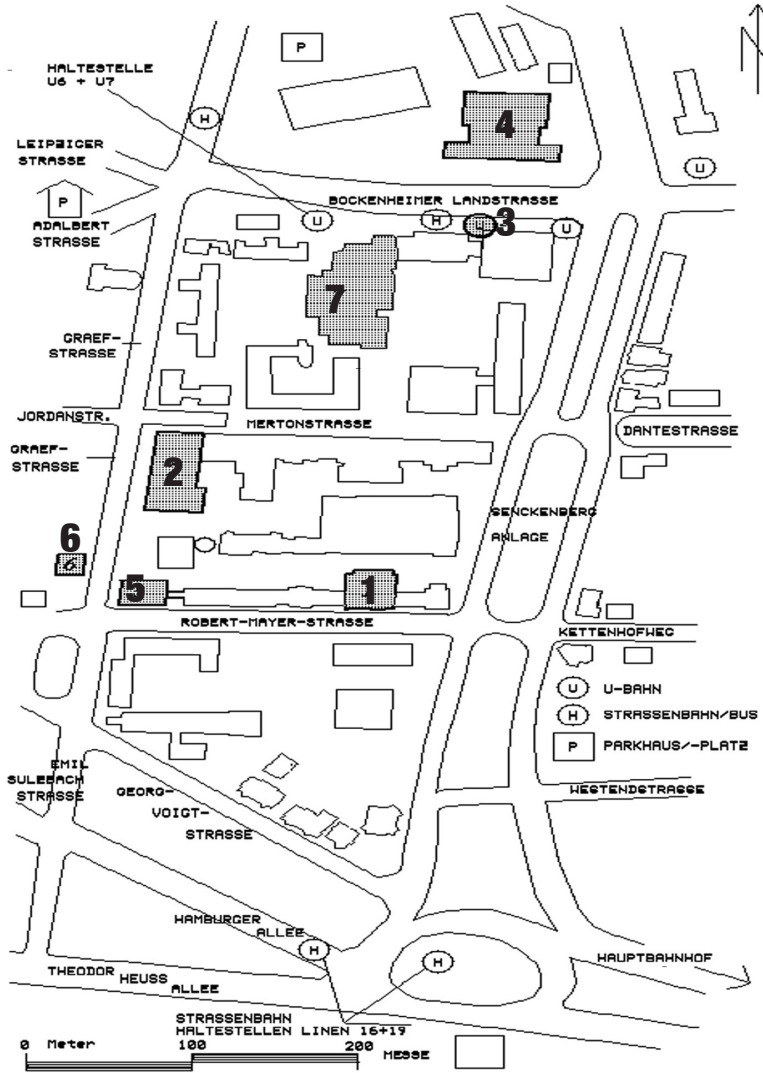 N
P
HALTESTELLE
U6 + U7
H
4
LEIPZIGER
STRASSE
U
P
BOCKENHEIMER LANDSTRASSE
ADALBERT
STRASSE
U
H
3
U
7
GRAEF-
STRASSE
JORDANSTR.
MERTONSTRASSE
DANTESTRASSE
GRAEF-
STRASSE
2
SENCKENBERG
ANLAGE
6
6
5
1
ROBERT-MAYER-STRASSE
KETTENHOFWEG
U U-BAHN
H STRASSENBAHN/BUS
P PARKHAUS/-PLATZ
EMIL
SULZBACH
STRASSE
GEORG-
VOIGT-
STRASSE
WESTENDSTRASSE
HAMBURGER
ALLEE
H
H
HAUPTBAHNHOF
THEODOR HEUSS
ALLEE
STRASSENBAHN
HALTESTELLEN LINEN 16+19
0 Meter 100 200
MESSE